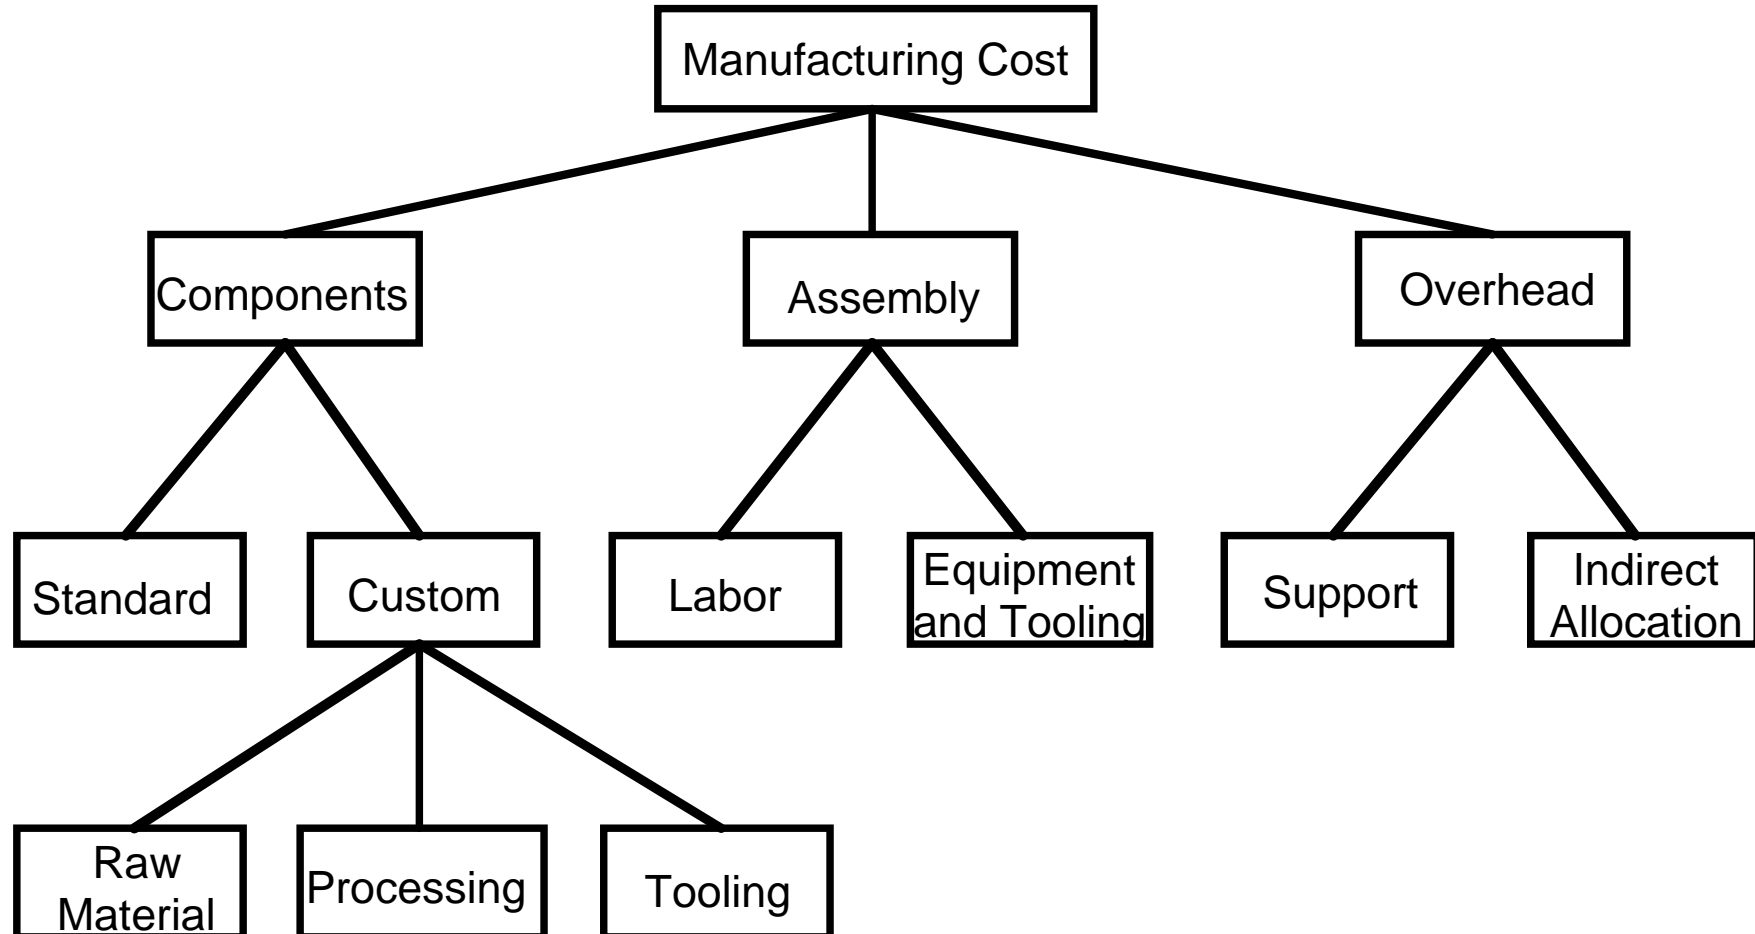 Manufacturing Cost
Components
Assembly
Overhead
Standard
Custom
Labor
Equipment
and Tooling
Support
Indirect
Allocation
Raw
Material
Processing
Tooling